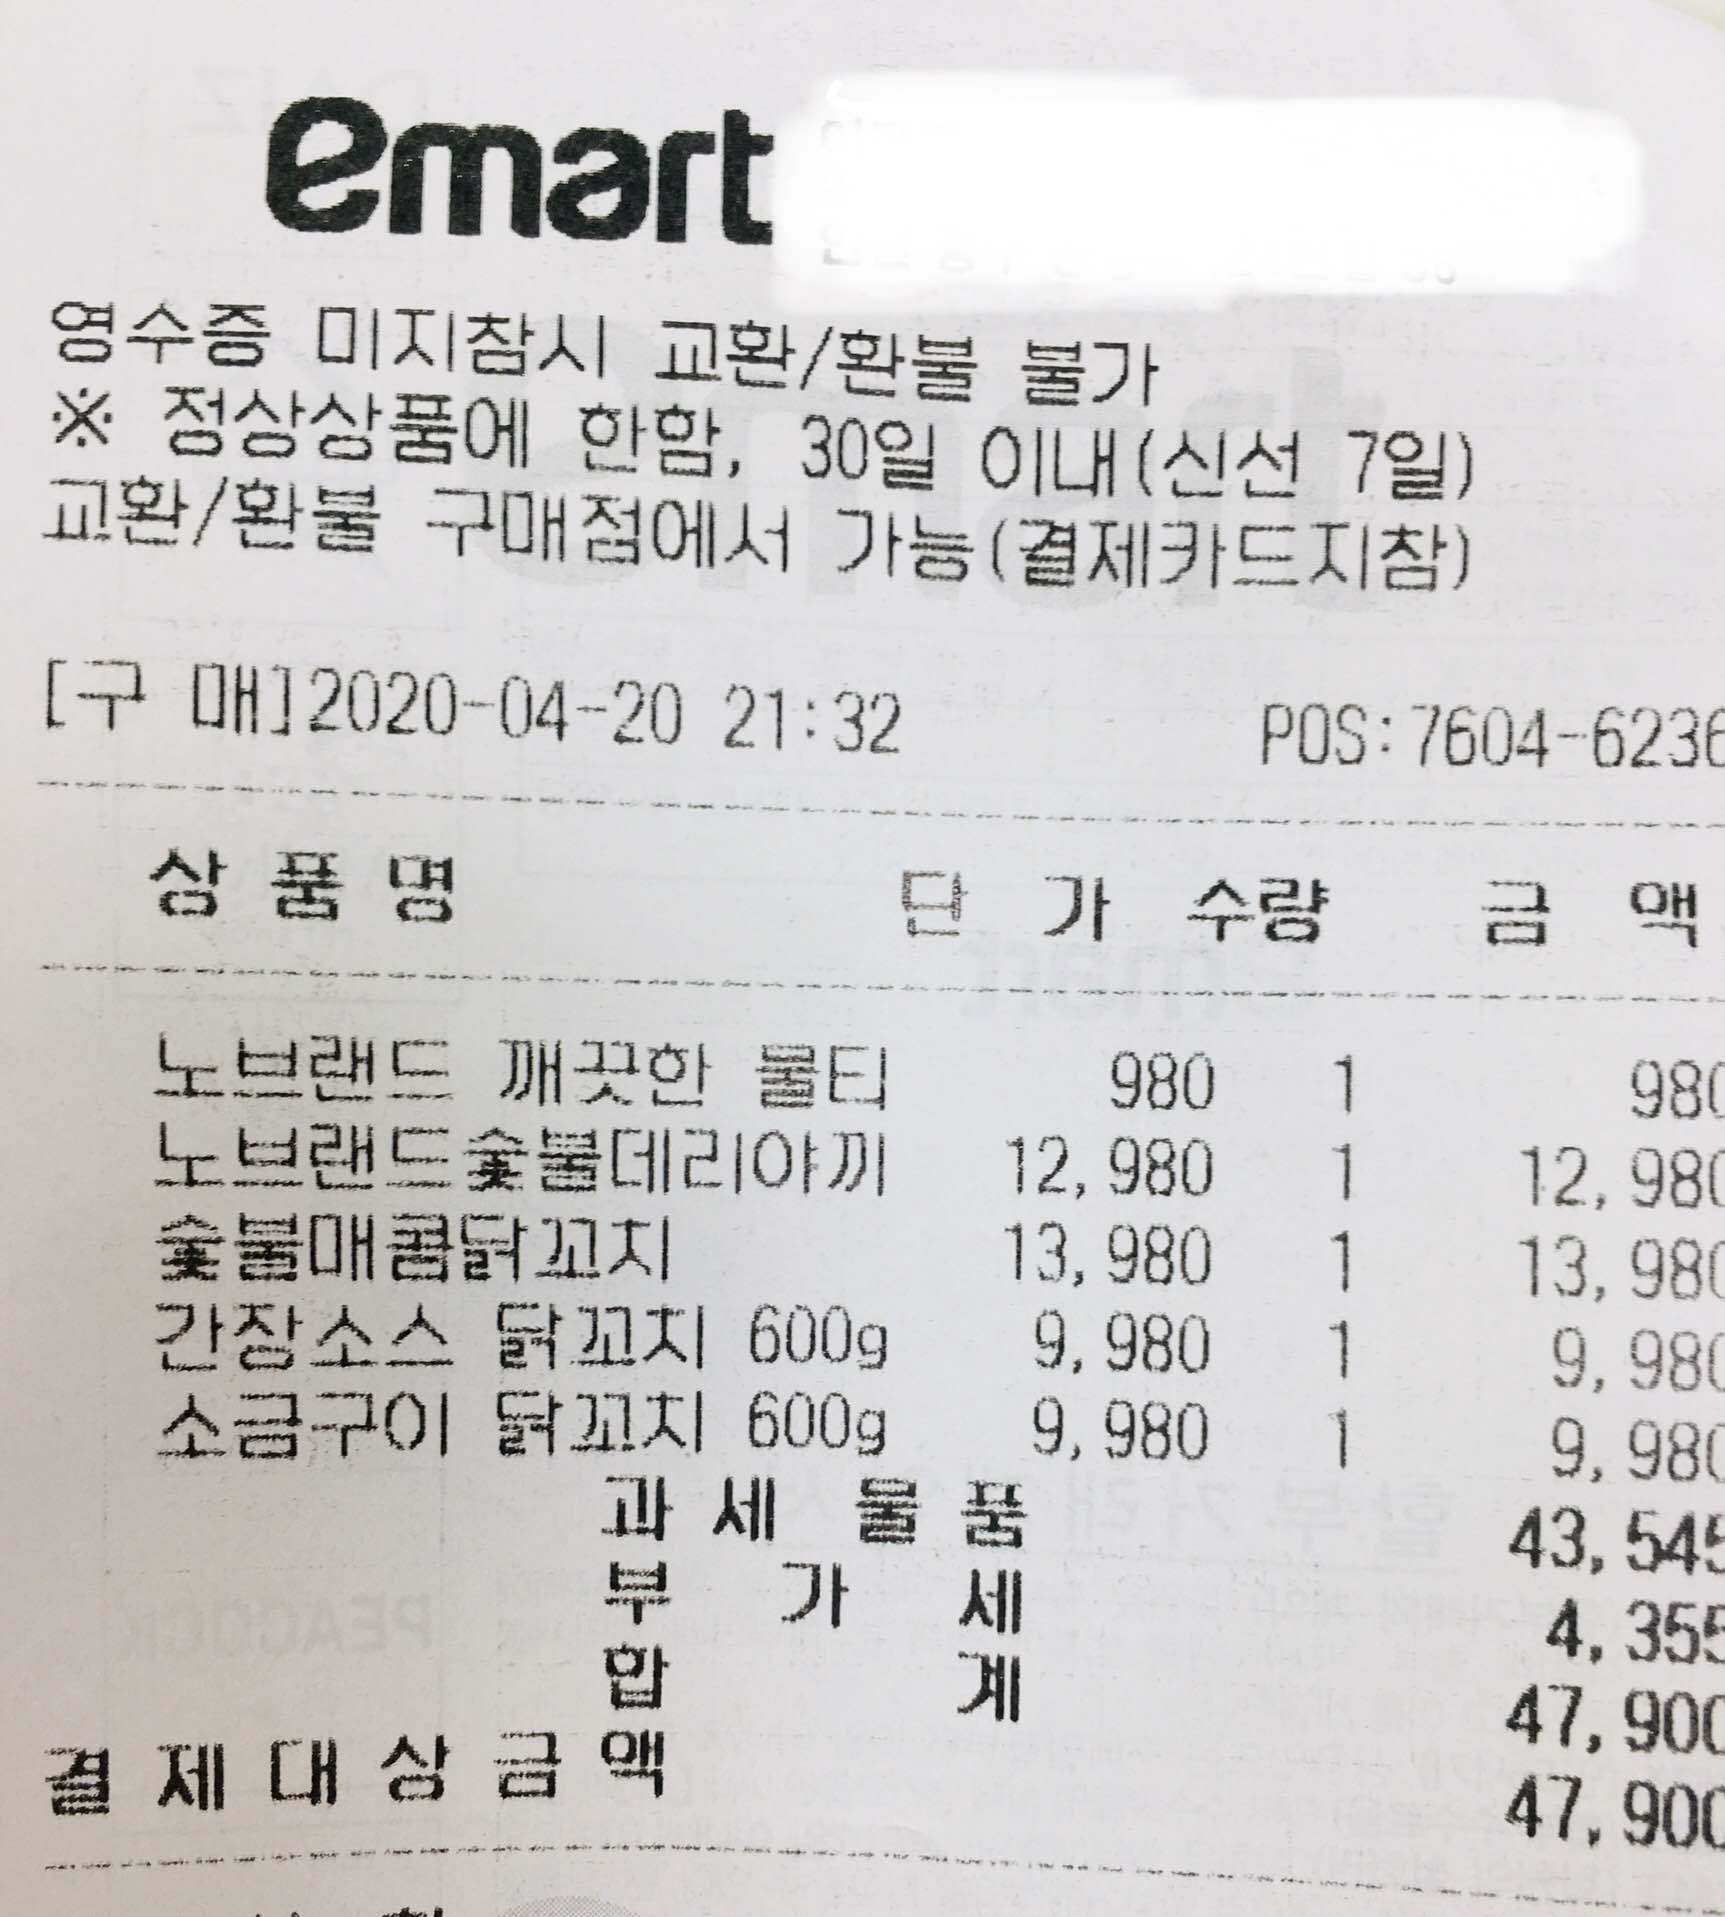 emart
영수증 미지참시 교환/환불 불가
※ 정상상품에 한함, 30일 이내(신선 7일)
교환/환불 구매점에서 가능(결제카드지참)
[구 매]2020-04-20 21:32 POS:7604-6236
상 품 명 단 가 수량 금 액
노브랜드 깨끗한 물티 980 1 980
노브랜드숯불데리야끼 12,980 1 12,980
숯불매콤닭꼬치 13,980 1 13,980
간장소스 닭꼬치 600g 9,980 1 9,980
소금구이 닭꼬치 600g 9,980 1 9,980
과 세 물 품 43,545
부 가 세 4,355
합 계 47,900
결 제 대 상 금 액 47,900